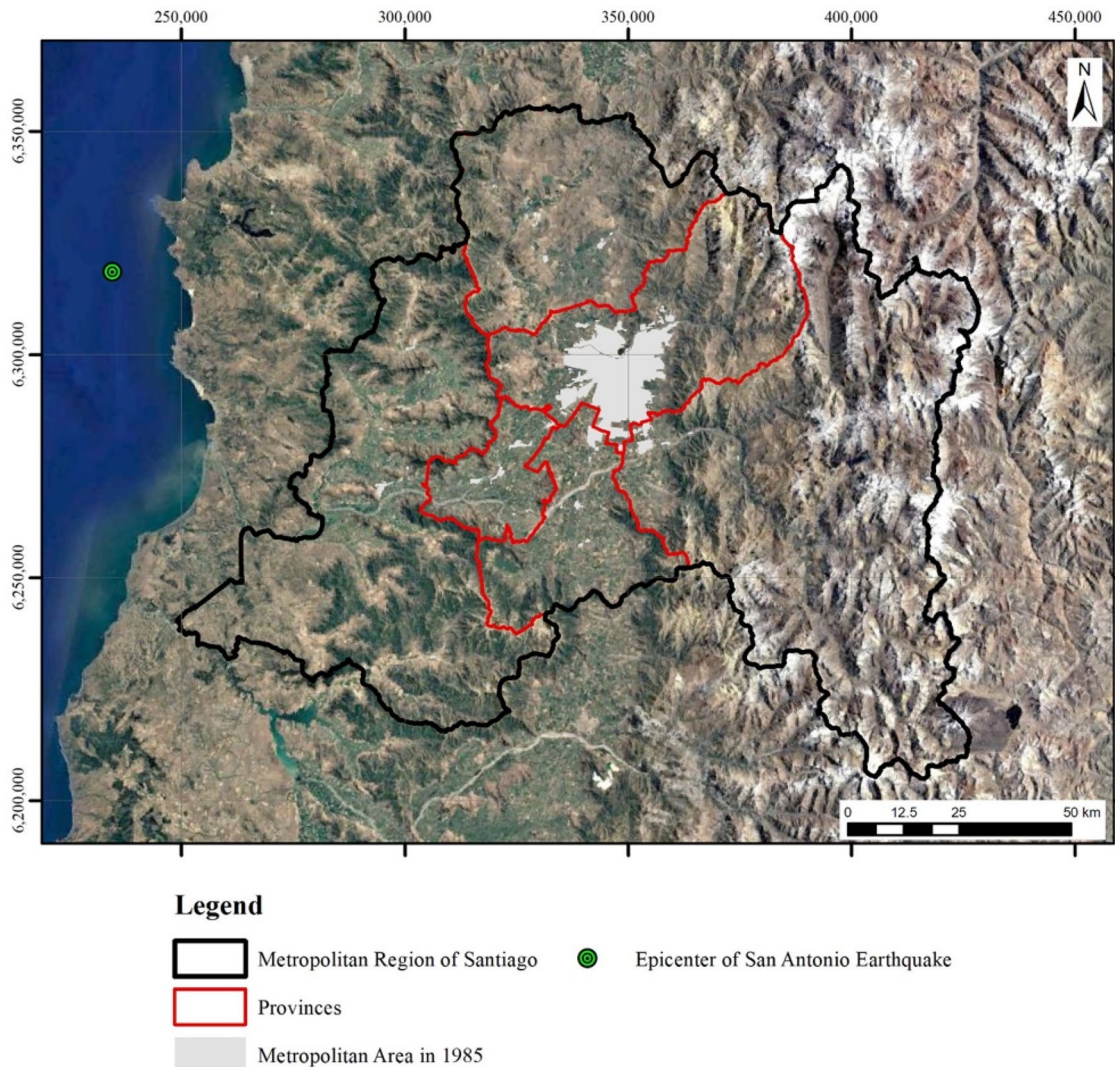 250,000 300,000 350,000 400,000 450,000
N
6,350,000
6,300,000
6,250,000
6,200,000
0 12.5 25 50 km
Legend
Metropolitan Region of Santiago
Epicenter of San Antonio Earthquake
Provinces
Metropolitan Area in 1985